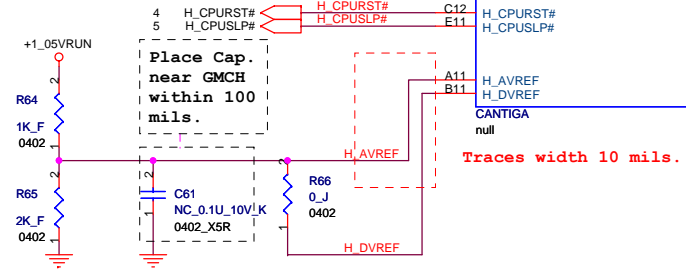 4 H_CPURST# H_CPURST# C12 H_CPURST#
5 H_CPUSLP# H_CPUSLP# E11 H_CPUSLP#
+1_05VRUN
Place Cap.
near GMCH
within 100
mils.
A11 H_AVREF
B11 H_DVREF
CANTIGA
null
2
R64
1K_F
0402
1
H_AVREF
Traces width 10 mils.
2
R65
2K_F
0402
1
2
C61
NC_0.1U_10V_K
0402_X5R
1
2
R66
0_J
0402
1
H_DVREF